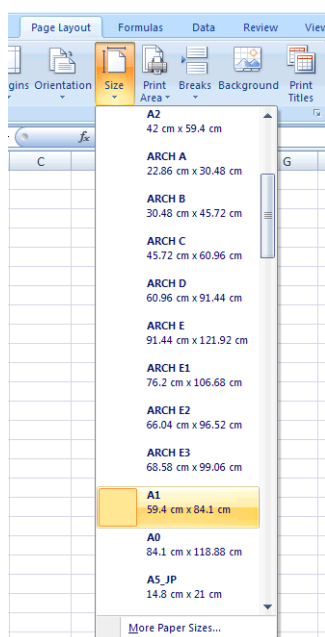 Page Layout Formulas Data Review View
gins Orientation Size Print Area Breaks Background Print Titles
fx
C G
A2
42 cm x 59.4 cm
ARCH A
22.86 cm x 30.48 cm
ARCH B
30.48 cm x 45.72 cm
ARCH C
45.72 cm x 60.96 cm
ARCH D
60.96 cm x 91.44 cm
ARCH E
91.44 cm x 121.92 cm
ARCH E1
76.2 cm x 106.68 cm
ARCH E2
66.04 cm x 96.52 cm
ARCH E3
68.58 cm x 99.06 cm
A1
59.4 cm x 84.1 cm
A0
84.1 cm x 118.88 cm
A5_JP
14.8 cm x 21 cm
More Paper Sizes...